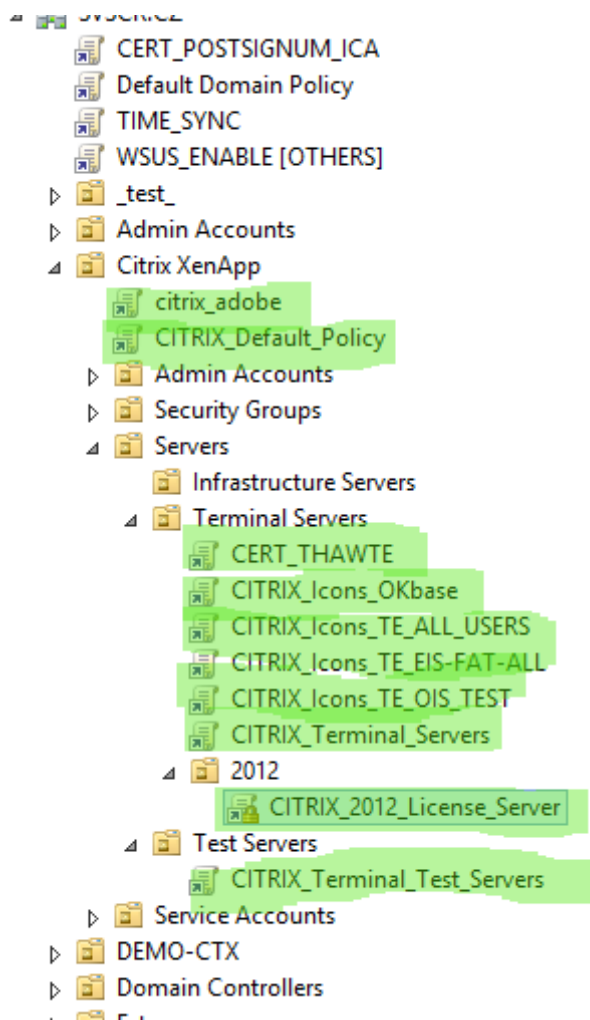 CERT_POSTSIGNUM_ICA
Default Domain Policy
TIME_SYNC
WSUS_ENABLE [OTHERS]
_test_
Admin Accounts
Citrix XenApp
citrix_adobe
CITRIX_Default_Policy
Admin Accounts
Security Groups
Servers
Infrastructure Servers
Terminal Servers
CERT_THAWTE
CITRIX_Icons_OKbase
CITRIX_Icons_TE_ALL_USERS
CITRIX_Icons_TE_EIS-FAT-ALL
CITRIX_Icons_TE_OIS_TEST
CITRIX_Terminal_Servers
2012
CITRIX_2012_License_Server
Test Servers
CITRIX_Terminal_Test_Servers
Service Accounts
DEMO-CTX
Domain Controllers